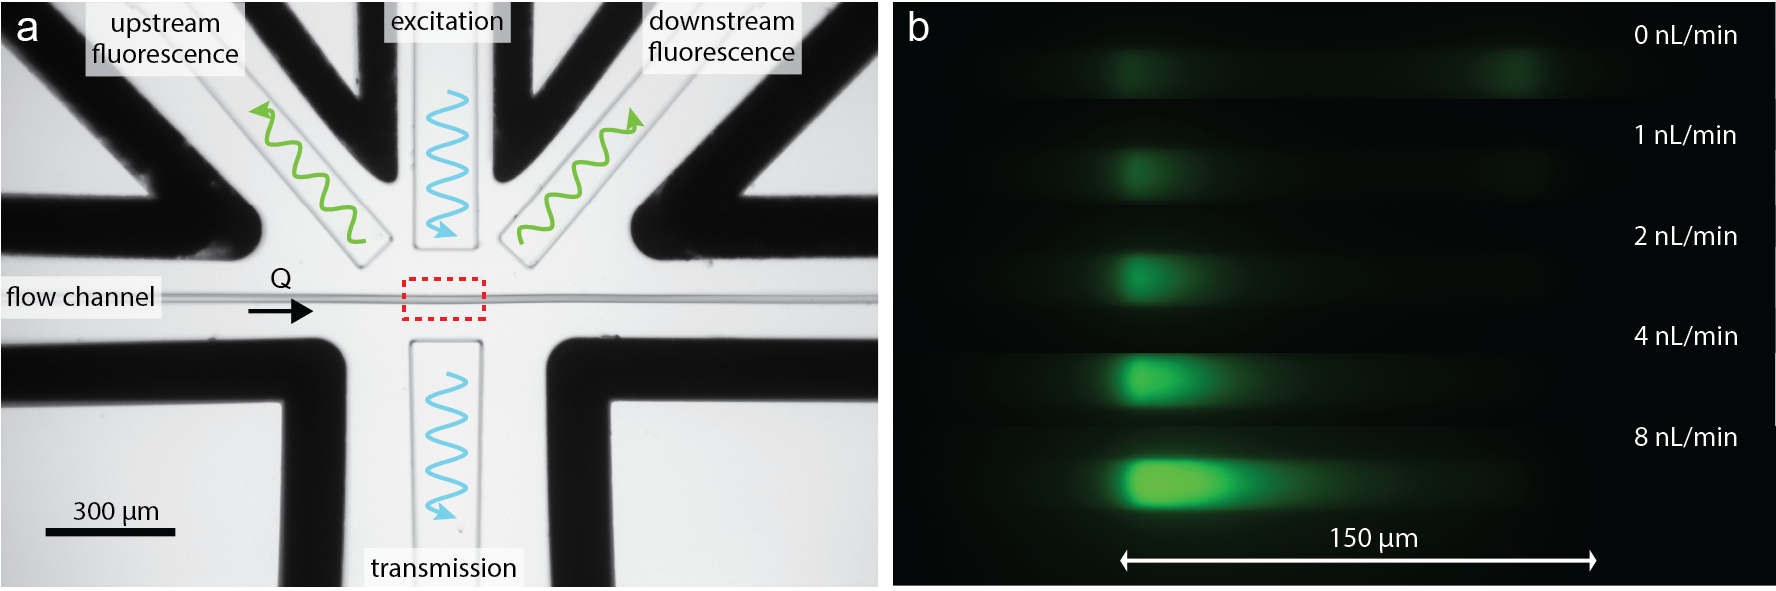 a
upstream
fluorescence
excitation
downstream
fluorescence
Q
flow channel
300 µm
transmission
b
0 nL/min
1 nL/min
2 nL/min
4 nL/min
8 nL/min
150 µm